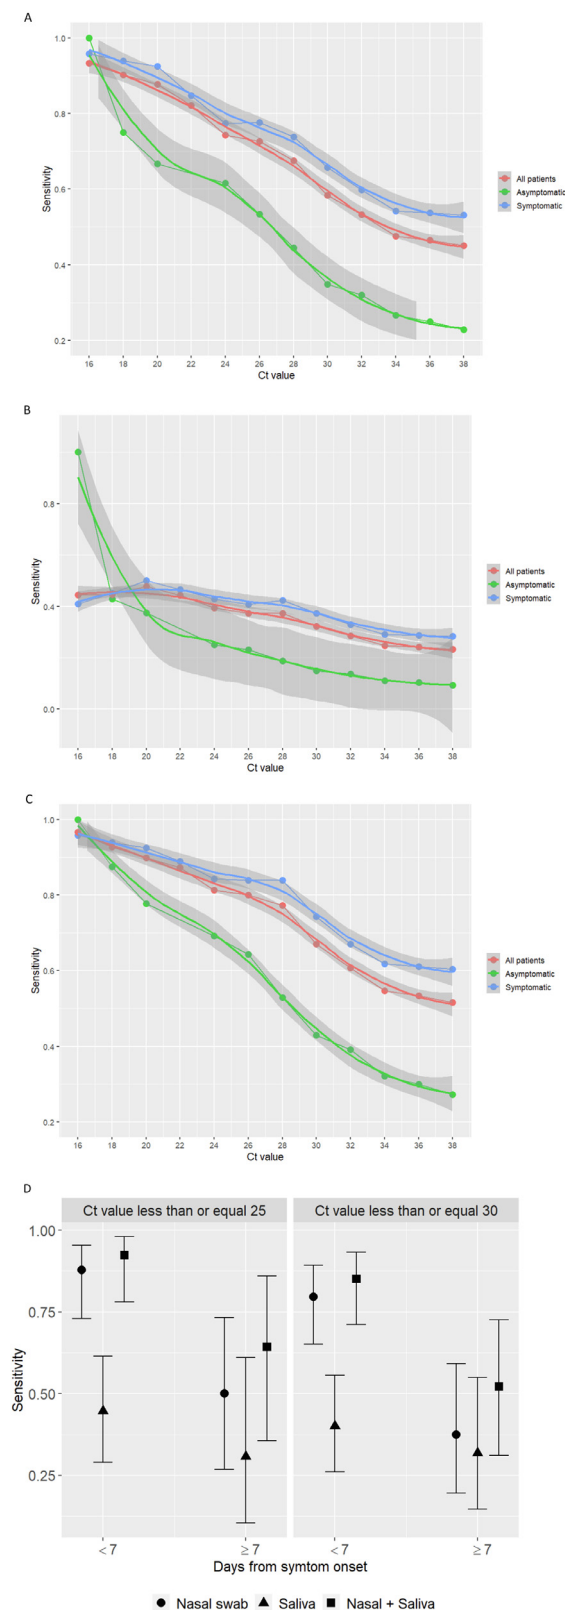 A
1.0
0.8
0.6
0.4
0.2
Sensitivity
16 18 20 22 24 26 28 30 32 34 36 38
Ct value
All patients
Asymptomatic
Symptomatic
B
0.8
0.4
0.0
Sensitivity
16 18 20 22 24 26 28 30 32 34 36 38
Ct value
All patients
Asymptomatic
Symptomatic
C
1.0
0.8
0.6
0.4
0.2
Sensitivity
16 18 20 22 24 26 28 30 32 34 36 38
Ct value
All patients
Asymptomatic
Symptomatic
D
Ct value less than or equal 25 Ct value less than or equal 30
1.00
0.75
0.50
0.25
Sensitivity
< 7 ≥ 7 < 7 ≥ 7
Days from symtom onset
Nasal swab Saliva Nasal + Saliva